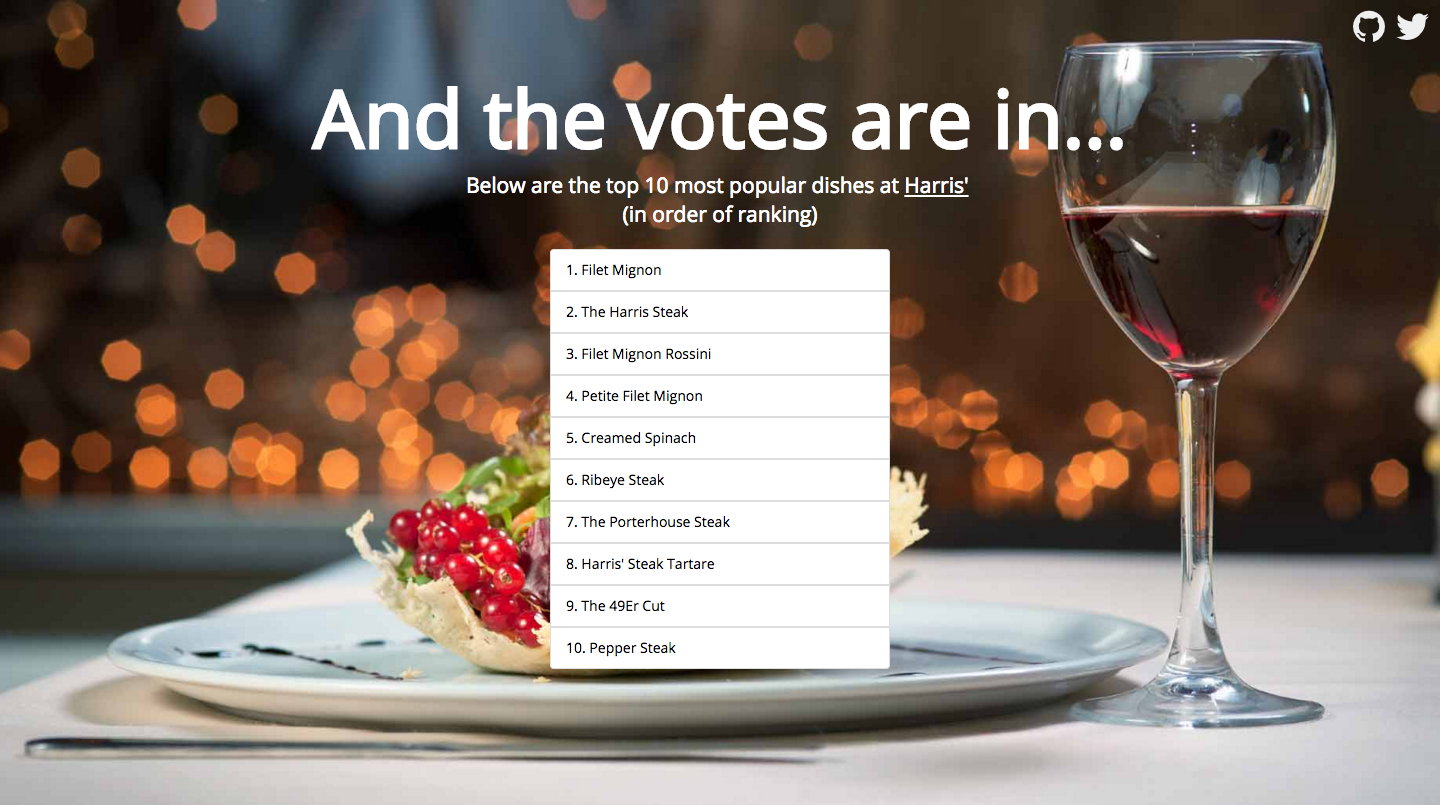 And the votes are in...
Below are the top 10 most popular dishes at Harris'
(in order of ranking)
1. Filet Mignon
2. The Harris Steak
3. Filet Mignon Rossini
4. Petite Filet Mignon
5. Creamed Spinach
6. Ribeye Steak
7. The Porterhouse Steak
8. Harris' Steak Tartare
9. The 49Er Cut
10. Pepper Steak